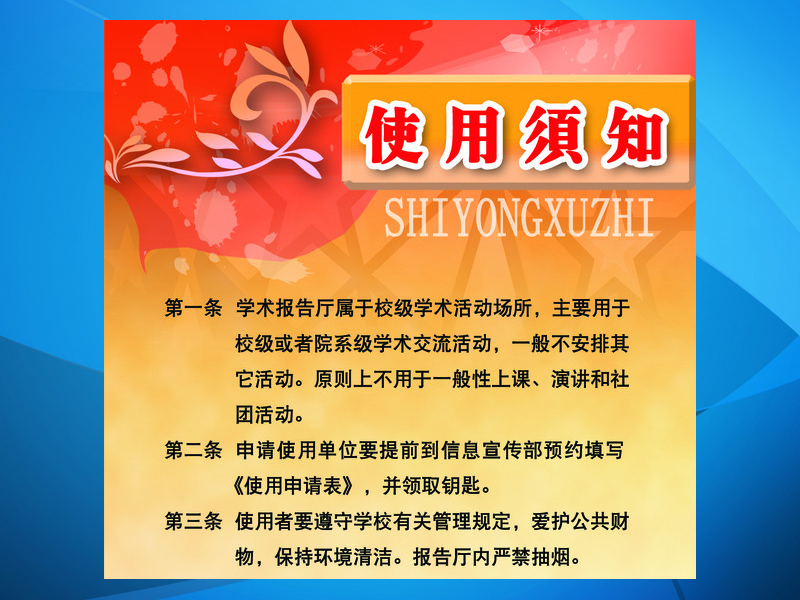 使用須知
SHIYONGXUZHI
第一条 学术报告厅属于校级学术活动场所，主要用于
校级或者院系级学术交流活动，一般不安排其
它活动。原则上不用于一般性上课、演讲和社
团活动。
第二条 申请使用单位要提前到信息宣传部预约填写
《使用申请表》，并领取钥匙。
第三条 使用者要遵守学校有关管理规定，爱护公共财
物，保持环境清洁。报告厅内严禁抽烟。